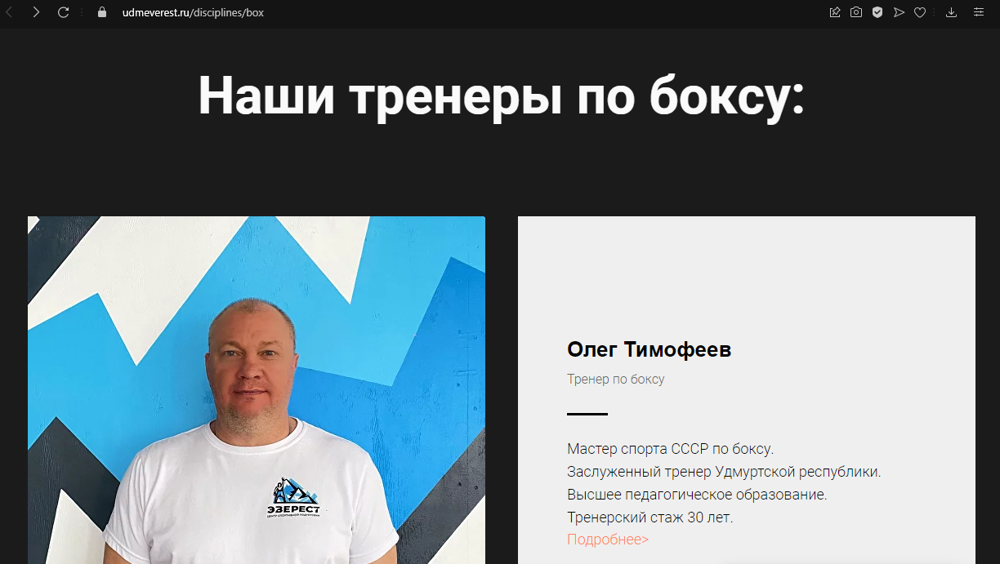 udmeverest.ru/disciplines/box
Наши тренеры по боксу:
Олег Тимофеев
Тренер по боксу
Мастер спорта СССР по боксу.
Заслуженный тренер Удмуртской республики.
Высшее педагогическое образование.
Тренерский стаж 30 лет.
Подробнее>
ЭВЕРЕСТ
ЦЕНТР СПОРТИВНОЙ ПОДГОТОВКИ